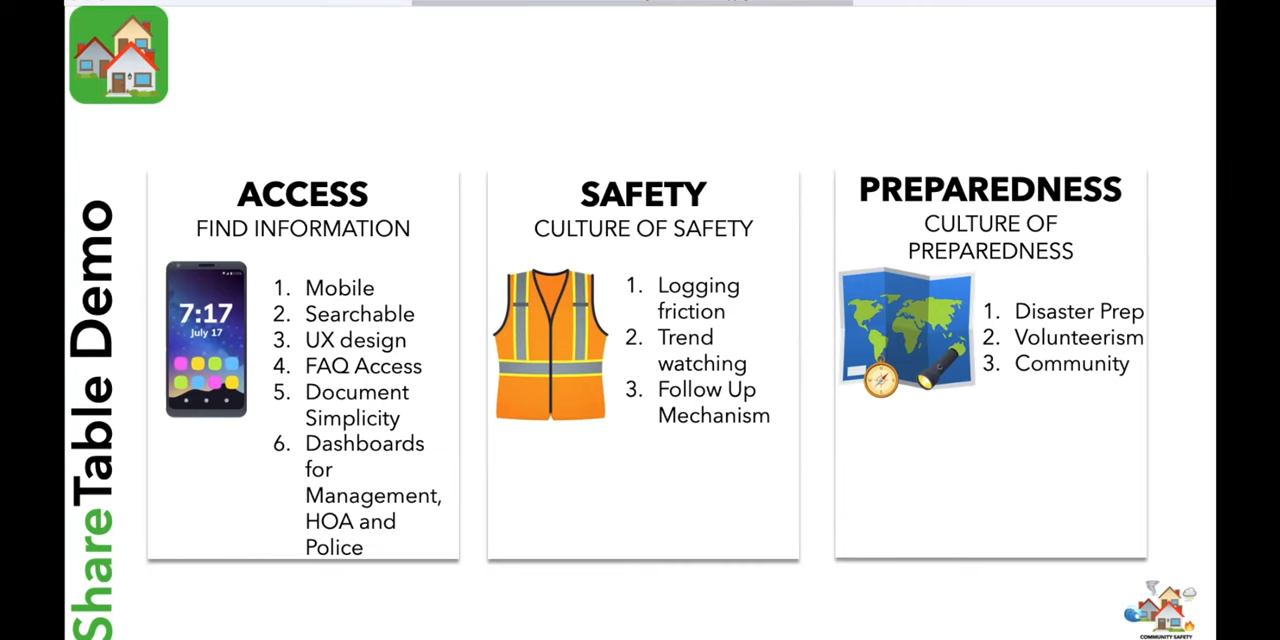 ShareTable Demo
ACCESS
FIND INFORMATION
7:17
July 17
1. Mobile
2. Searchable
3. UX design
4. FAQ Access
5. Document
Simplicity
6. Dashboards
for
Management,
HOA and
Police
SAFETY
CULTURE OF SAFETY
1. Logging
friction
2. Trend
watching
3. Follow Up
Mechanism
PREPAREDNESS
CULTURE OF
PREPAREDNESS
1. Disaster Prep
2. Volunteerism
3. Community
COMMUNITY SAFETY